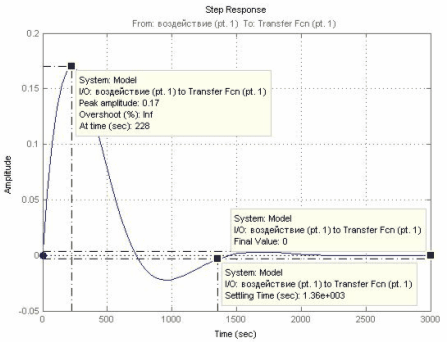 Step Response
From: воздействие (pt. 1) To: Transfer Fcn (pt. 1)
0.2
System: Model
I/O: воздействие (pt. 1) to Transfer Fcn (pt. 1)
Peak amplitude: 0.17
Overshoot (%): Inf
At time (sec): 228
0.15
0.1
Amplitude
0.05
System: Model
I/O: воздействие (pt. 1) to Transfer Fcn (pt. 1)
Final Value: 0
0
System: Model
I/O: воздействие (pt. 1) to Transfer Fcn (pt. 1)
Settling Time (sec): 1.36e+003
-0.05
0 500 1000 1500 2000 2500 3000
Time (sec)